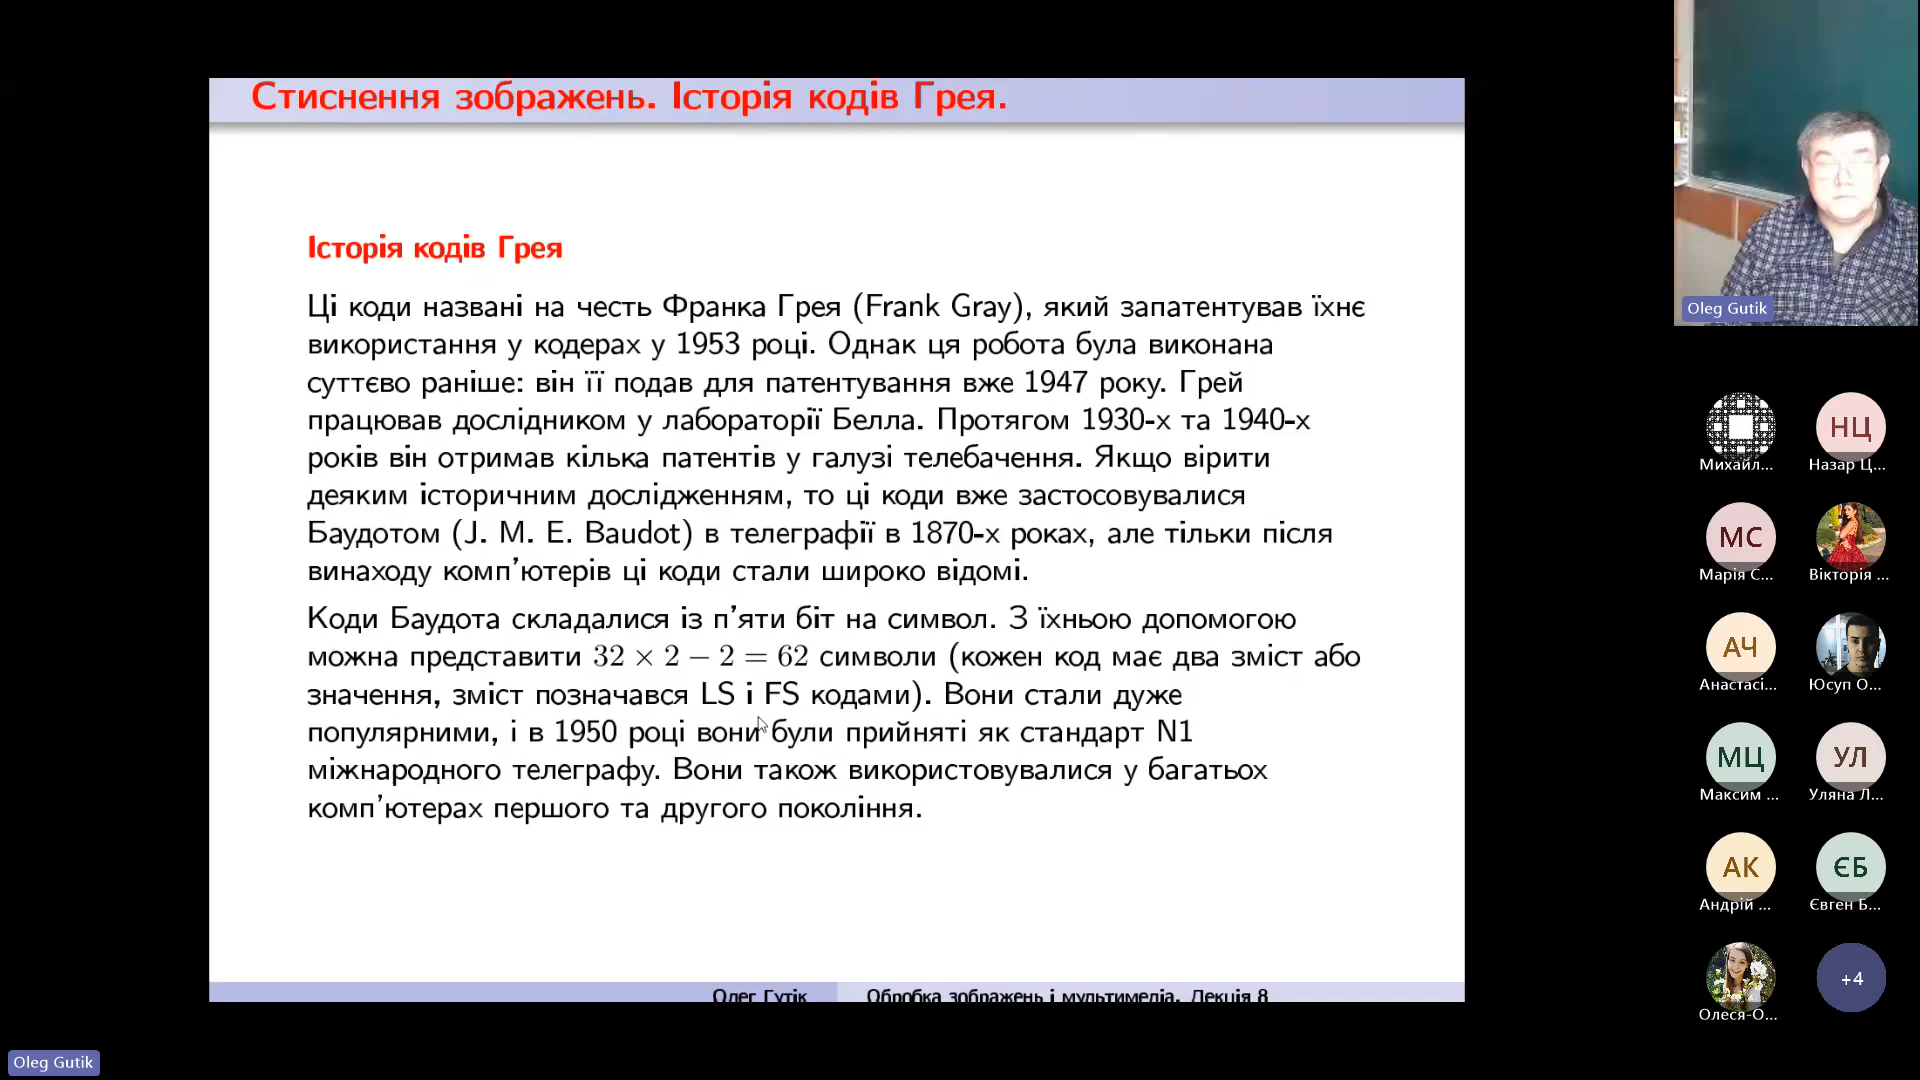 Стиснення зображень. Історія кодів Грея.
Історія кодів Грея
Ці коди названі на честь Франка Грея (Frank Gray), який запатентував їхнє
використання у кодерах у 1953 році. Однак ця робота була виконана
суттєво раніше: він її подав для патентування вже 1947 року. Грей
працював дослідником у лабораторії Белла. Протягом 1930-х та 1940-х
років він отримав кілька патентів у галузі телебачення. Якщо вірити
деяким історичним дослідженням, то ці коди вже застосовувалися
Баудотом (J. M. E. Baudot) в телеграфії в 1870-х роках, але тільки після
винаходу комп'ютерів ці коди стали широко відомі.
Коди Баудота складалися із п'яти біт на символ. З їхньою допомогою
можна представити 32 × 2 − 2 = 62 символи (кожен код має два зміст або
значення, зміст позначався LS і FS кодами). Вони стали дуже
популярними, і в 1950 році вони були прийняті як стандарт N1
міжнародного телеграфу. Вони також використовувалися у багатьох
комп'ютерах першого та другого покоління.
Олег Гутік
Обробка зображень і мультимедіа. Лекція 8
Oleg Gutik
Михайл...
НЦ
Назар Ц...
МС
Марія С...
Вікторія ...
АЧ
Анастасі...
Юсуп О...
МЦ
Максим ...
УЛ
Уляна Л...
АК
Андрій ...
ЄБ
Євген Б...
Олеся-О...
+4
Oleg Gutik